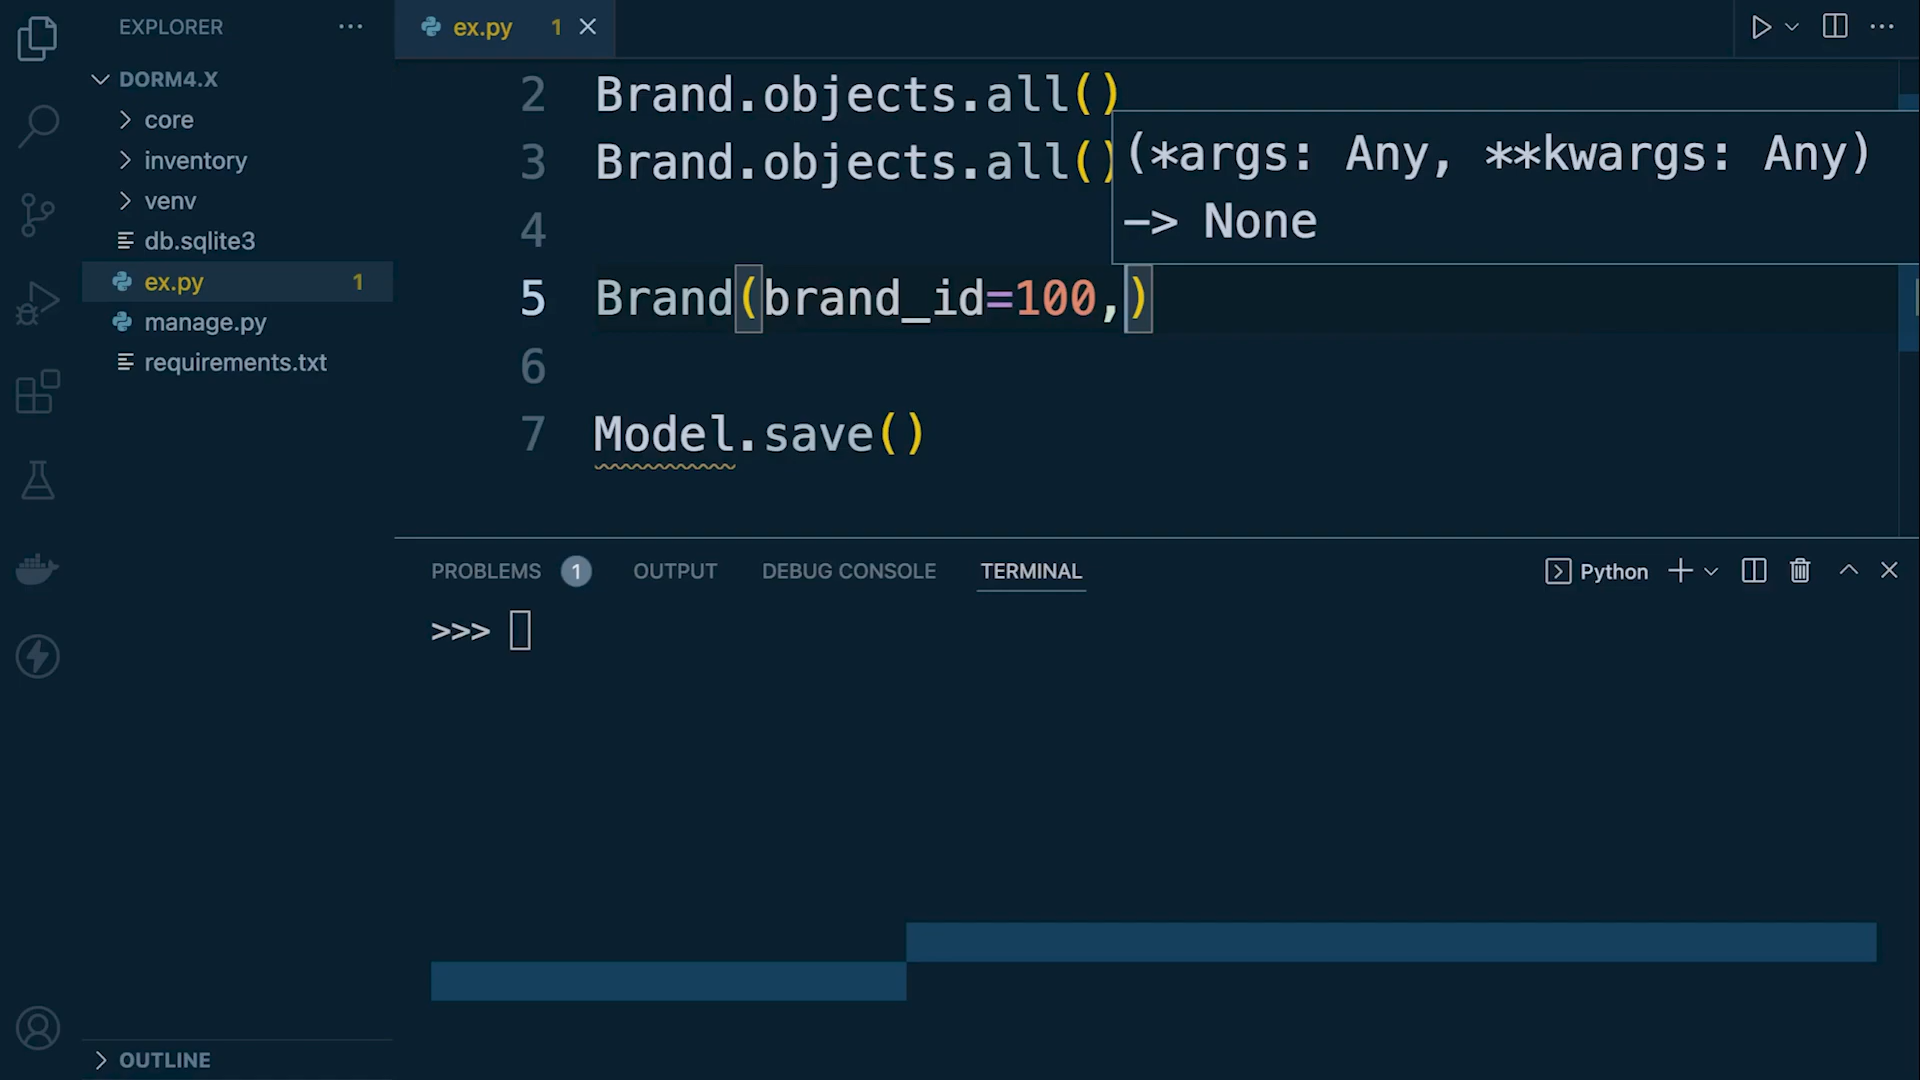 EXPLORER
DORM4.X
core
inventory
venv
db.sqlite3
ex.py 1
manage.py
requirements.txt
OUTLINE
ex.py 1
2 Brand.objects.all()
3 Brand.objects.all()
4
5 Brand(brand_id=100,)
6
7 Model.save()
(*args: Any, **kwargs: Any)
-> None
PROBLEMS 1 OUTPUT DEBUG CONSOLE TERMINAL Python
>>>